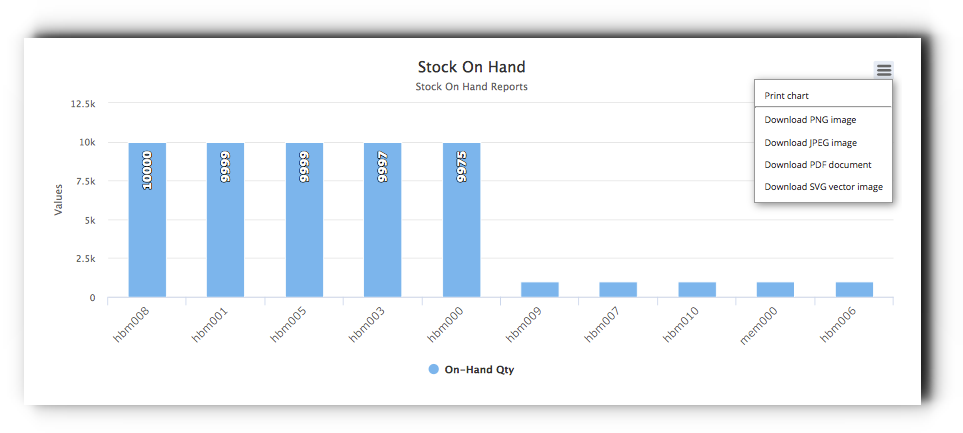 Stock On Hand
Stock On Hand Reports
Print chart
Download PNG image
Download JPEG image
Download PDF document
Download SVG vector image
Values
12.5k
10k
7.5k
5k
2.5k
0
10000
9999
9999
9997
9975
hbm008
hbm001
hbm005
hbm003
hbm000
hbm009
hbm007
hbm010
mem000
hbm006
On-Hand Qty